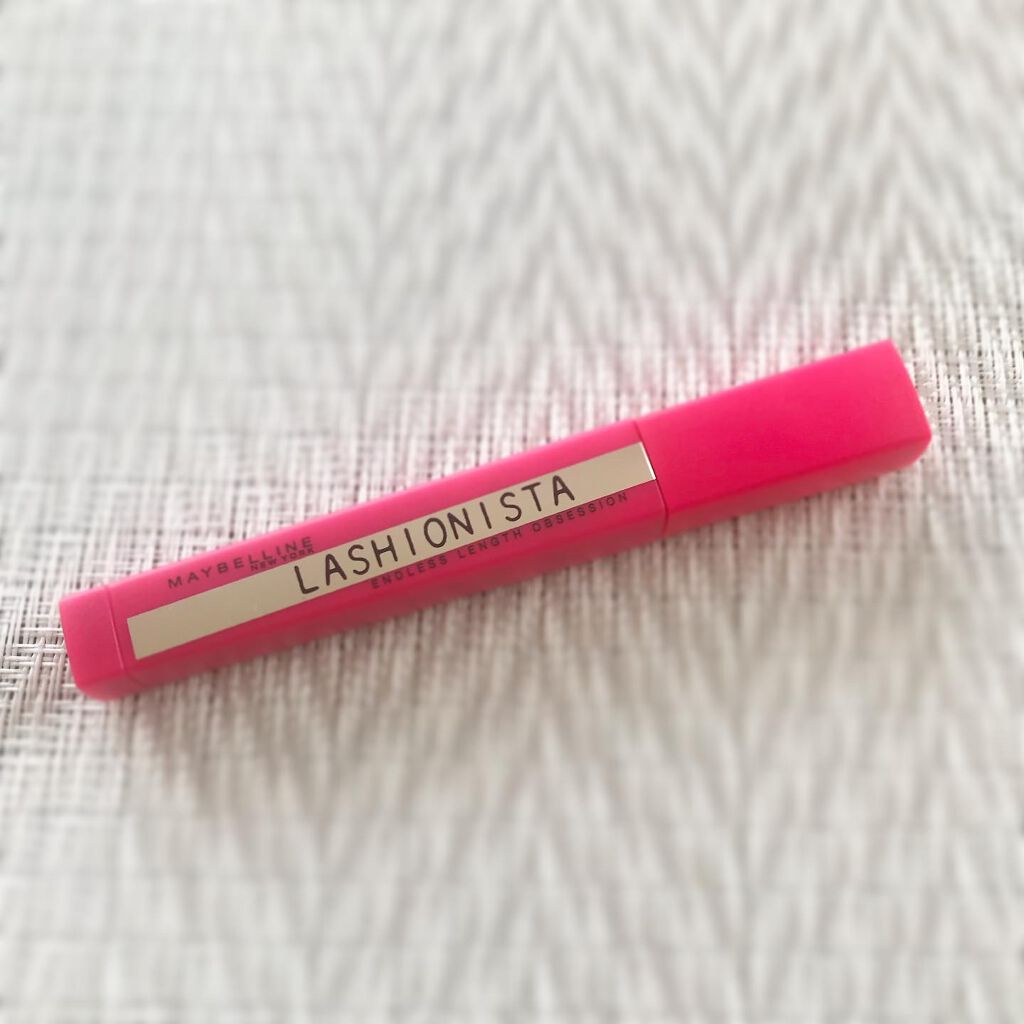 MAYBELLINE
NEW YORK
LASHIONISTA
ENDLESS LENGTH OBSESSION